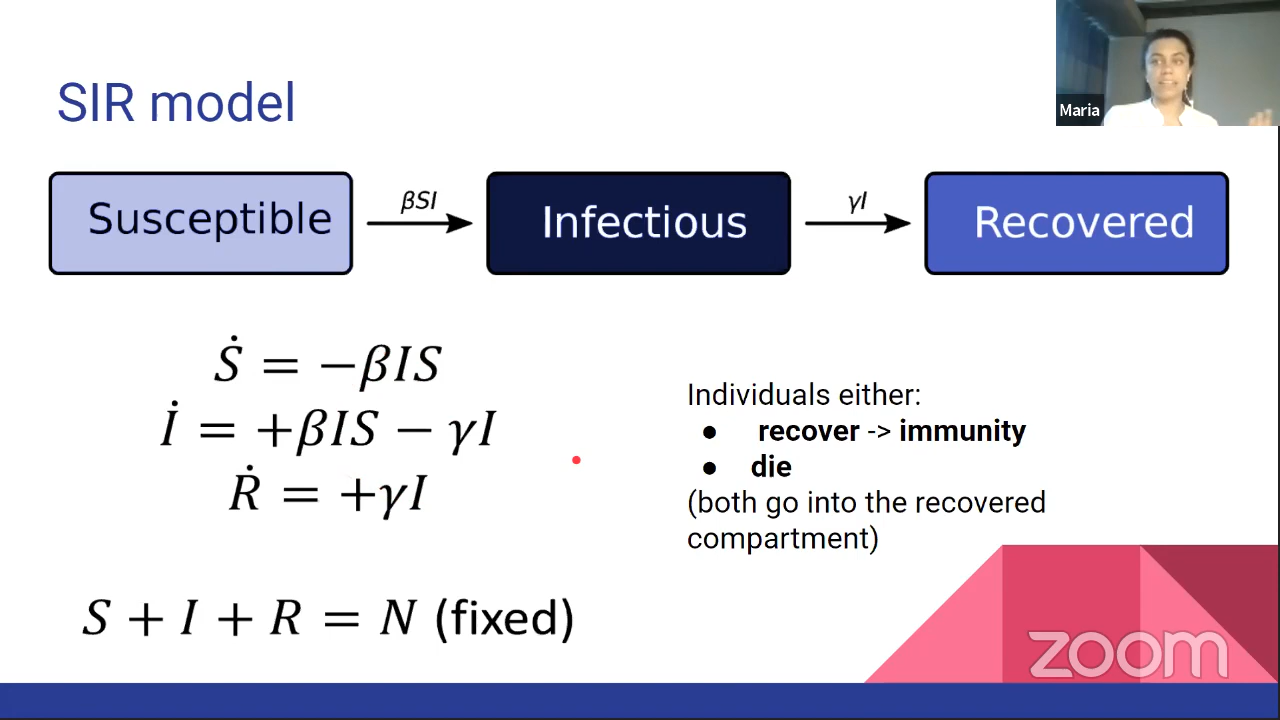 SIR model
Maria
Susceptible
βSI
Infectious
γI
Recovered
Ṡ = −βIS
İ = +βIS − γI
Ṙ = +γI
S + I + R = N (fixed)
Individuals either:
● recover -> immunity
● die
(both go into the recovered
compartment)
zoom